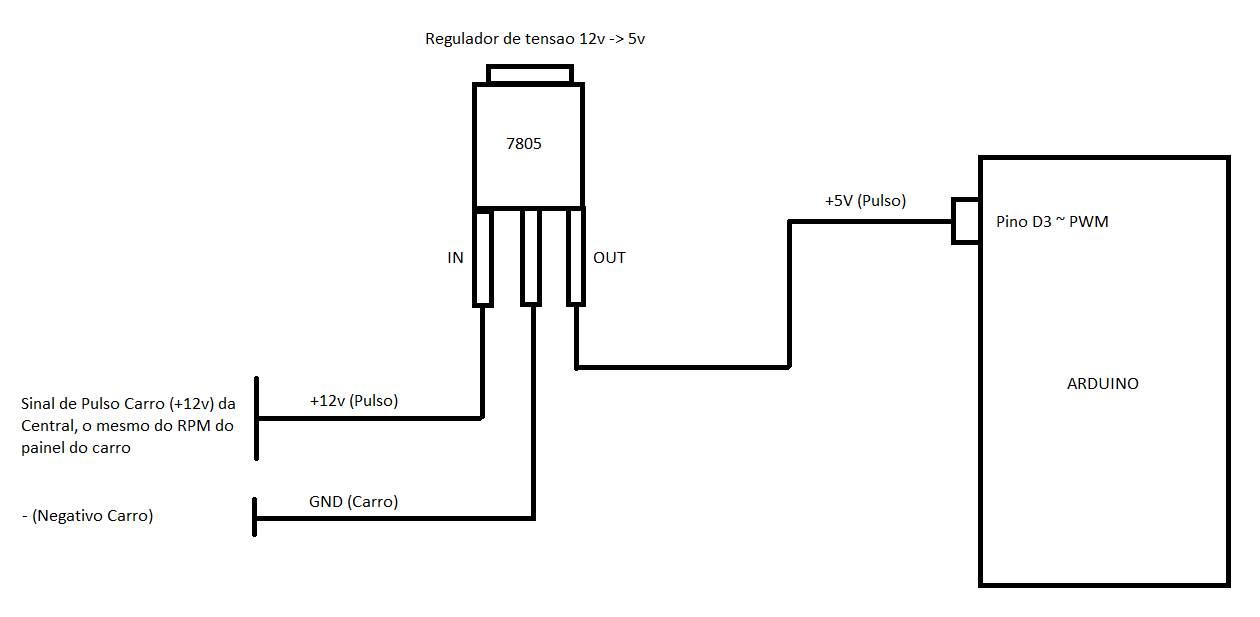 Regulador de tensao 12v -> 5v
7805
+5V (Pulso)
Pino D3 ~ PWM
IN
OUT
ARDUINO
Sinal de Pulso Carro (+12v) da
Central, o mesmo do RPM do
painel do carro
+12v (Pulso)
GND (Carro)
- (Negativo Carro)